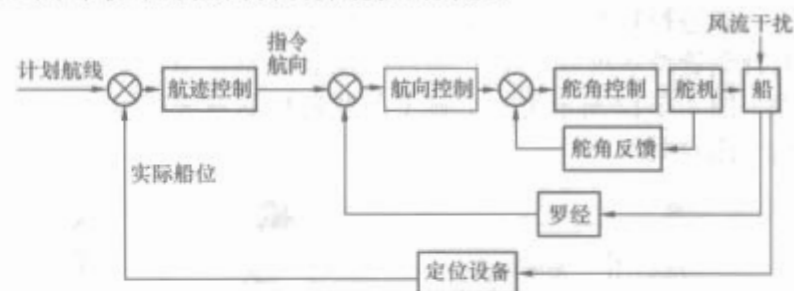 风流干扰
指令
航向
计划航线
航迹控制
航向控制
舵角控制
舵机
船
舵角反馈
实际船位
罗经
定位设备